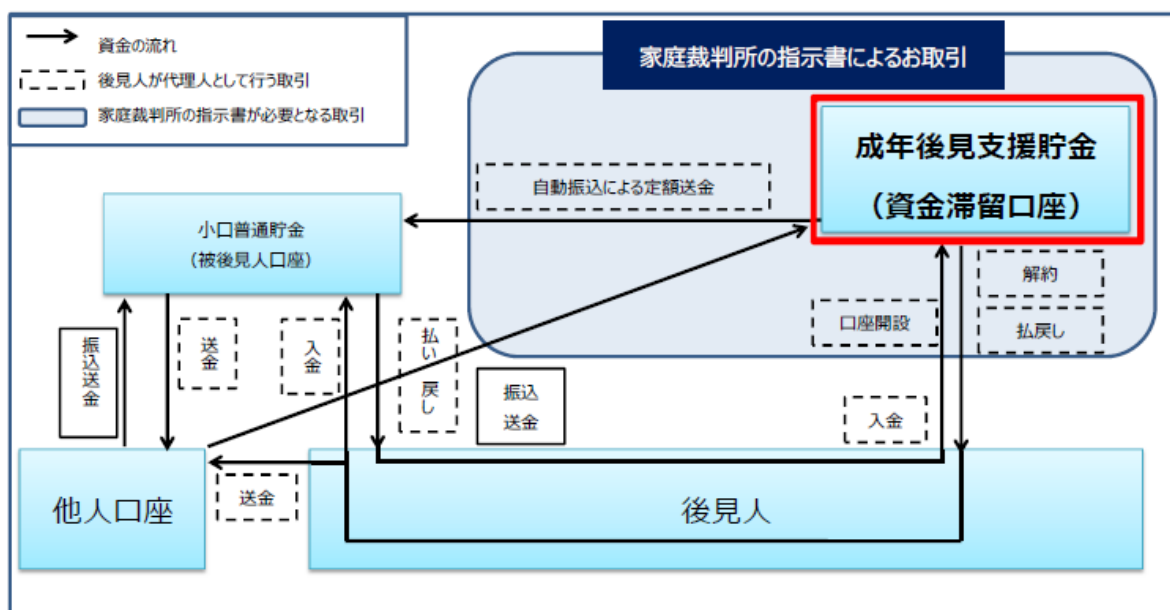 資金の流れ
後見人が代理人として行う取引
家庭裁判所の指示書が必要となる取引
家庭裁判所の指示書によるお取引
成年後見支援貯金
（資金滞留口座）
自動振込による定額送金
小口普通貯金
（被後見人口座）
解約
口座開設
払戻し
振込送金
送金
入金
払い戻し
振込
送金
入金
他人口座
送金
後見人